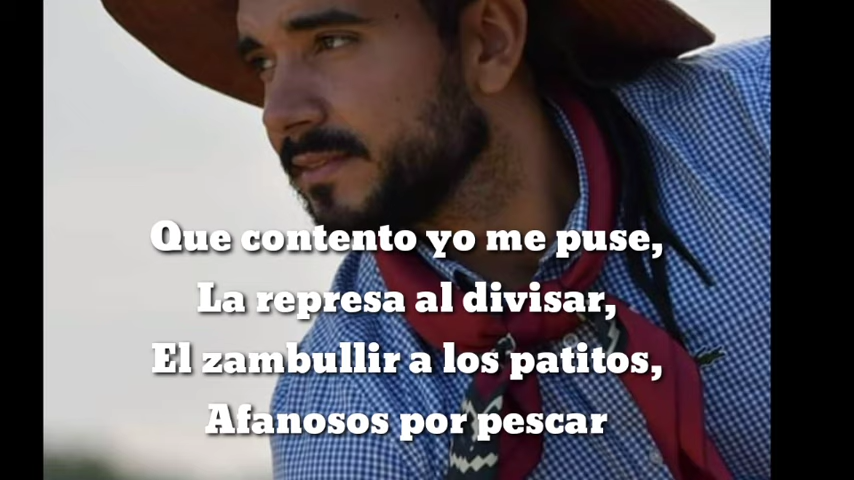 Que contento yo me puse,
La represa al divisar,
El zambullir a los patitos,
Afanosos por pescar